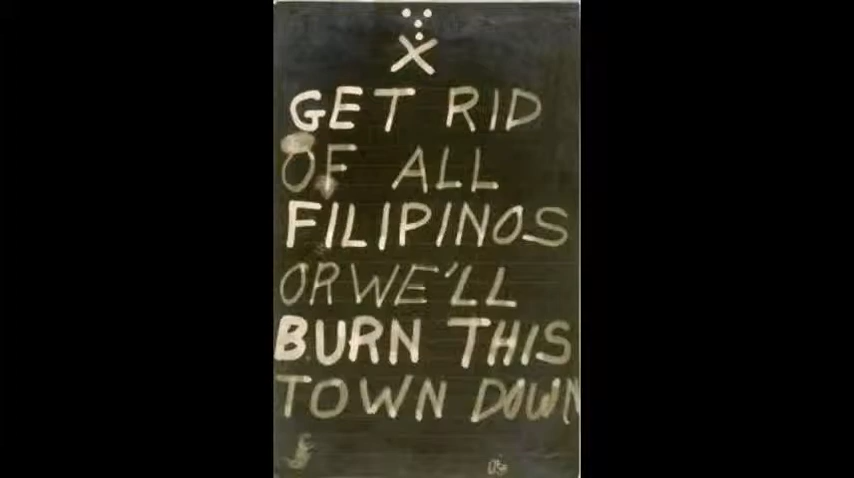 X
GET RID
OF ALL
FILIPINOS
OR WE'LL
BURN THIS
TOWN DOWN